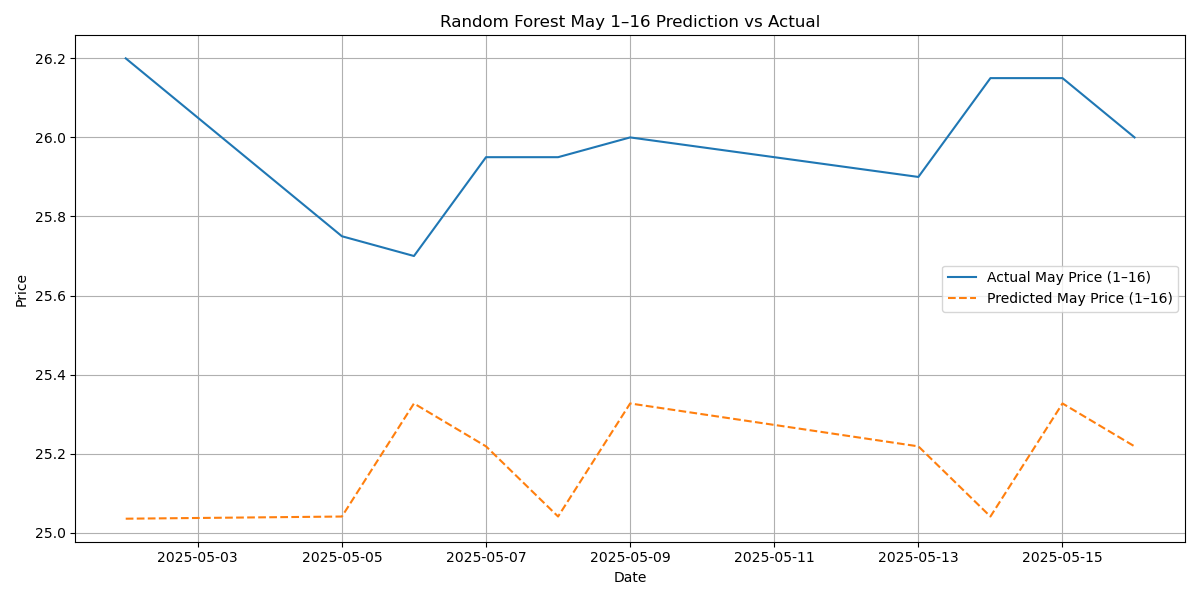 Random Forest May 1–16 Prediction vs Actual
26.2
26.0
25.8
25.6
25.4
25.2
25.0
Price
Actual May Price (1–16)
Predicted May Price (1–16)
2025-05-03 2025-05-05 2025-05-07 2025-05-09 2025-05-11 2025-05-13 2025-05-15
Date